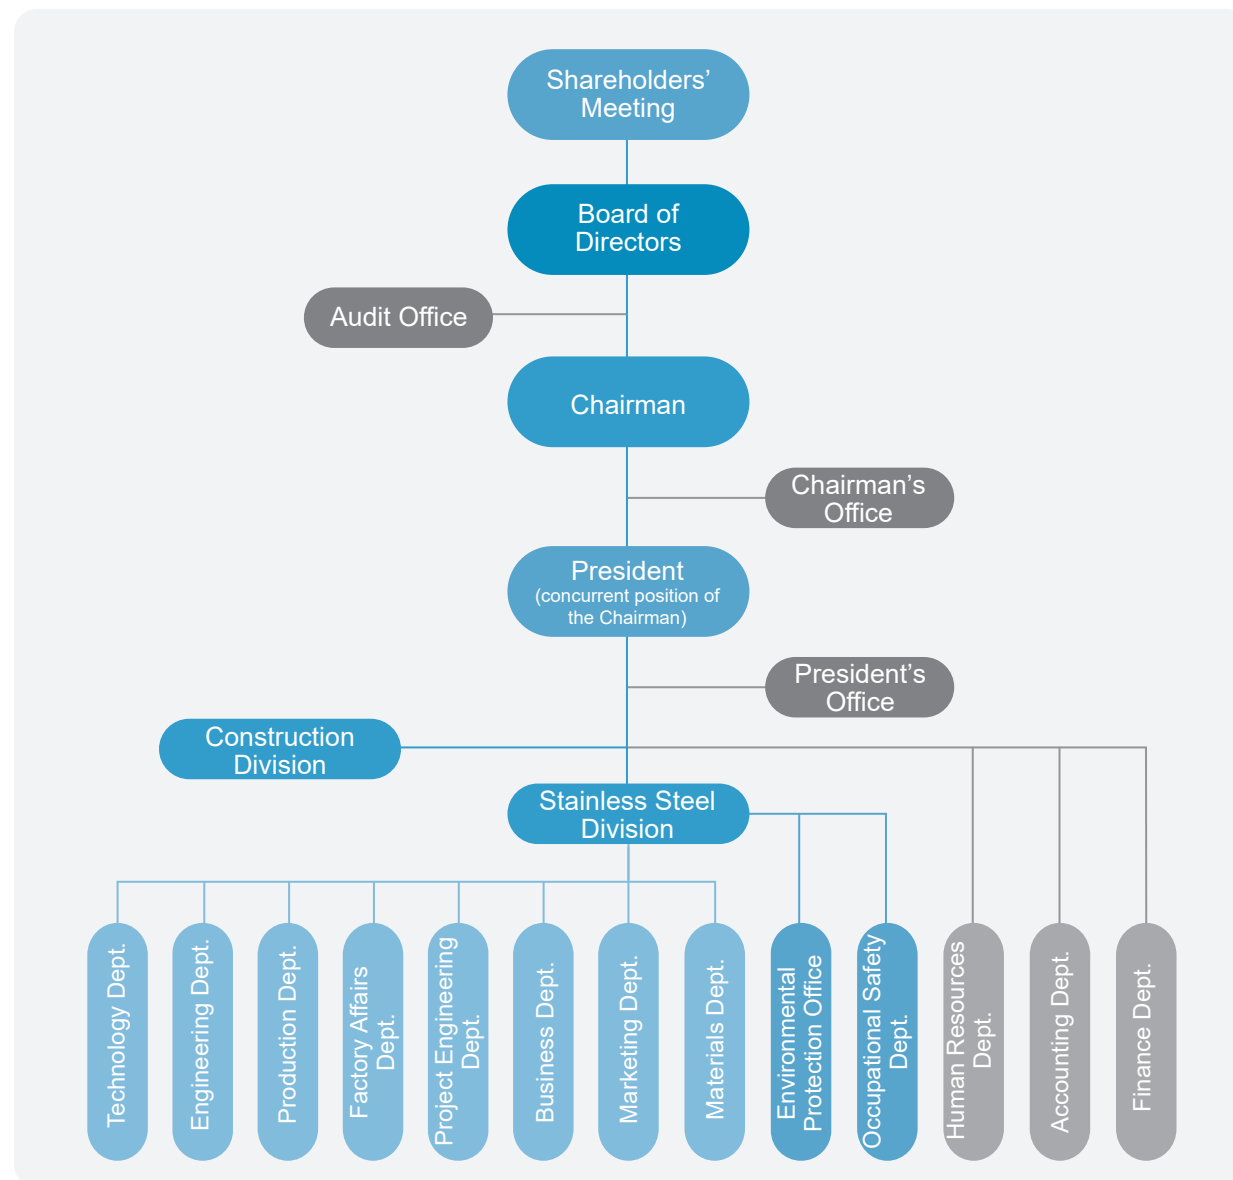 Shareholders’
Meeting
Board of
Directors
Audit Office
Chairman
Chairman’s
Office
President
(concurrent position of
the Chairman)
President’s
Office
Construction
Division
Stainless Steel
Division
Technology Dept.
Engineering Dept.
Production Dept.
Factory Affairs
Dept.
Project Engineering
Dept.
Business Dept.
Marketing Dept.
Materials Dept.
Environmental
Protection Office
Occupational Safety
Dept.
Human Resources
Dept.
Accounting Dept.
Finance Dept.